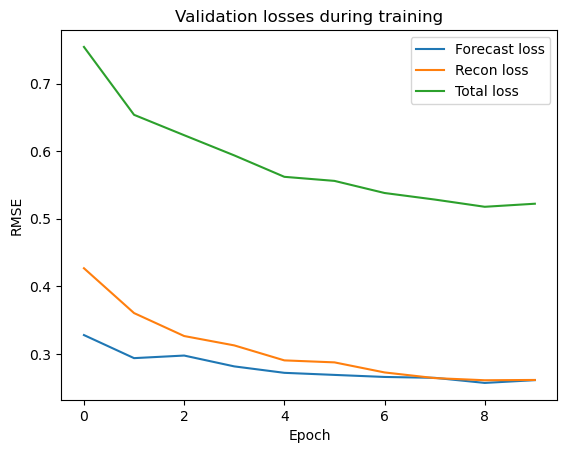 Validation losses during training
Forecast loss
Recon loss
Total loss
0.7
0.6
0.5
0.4
0.3
RMSE
0 2 4 6 8
Epoch